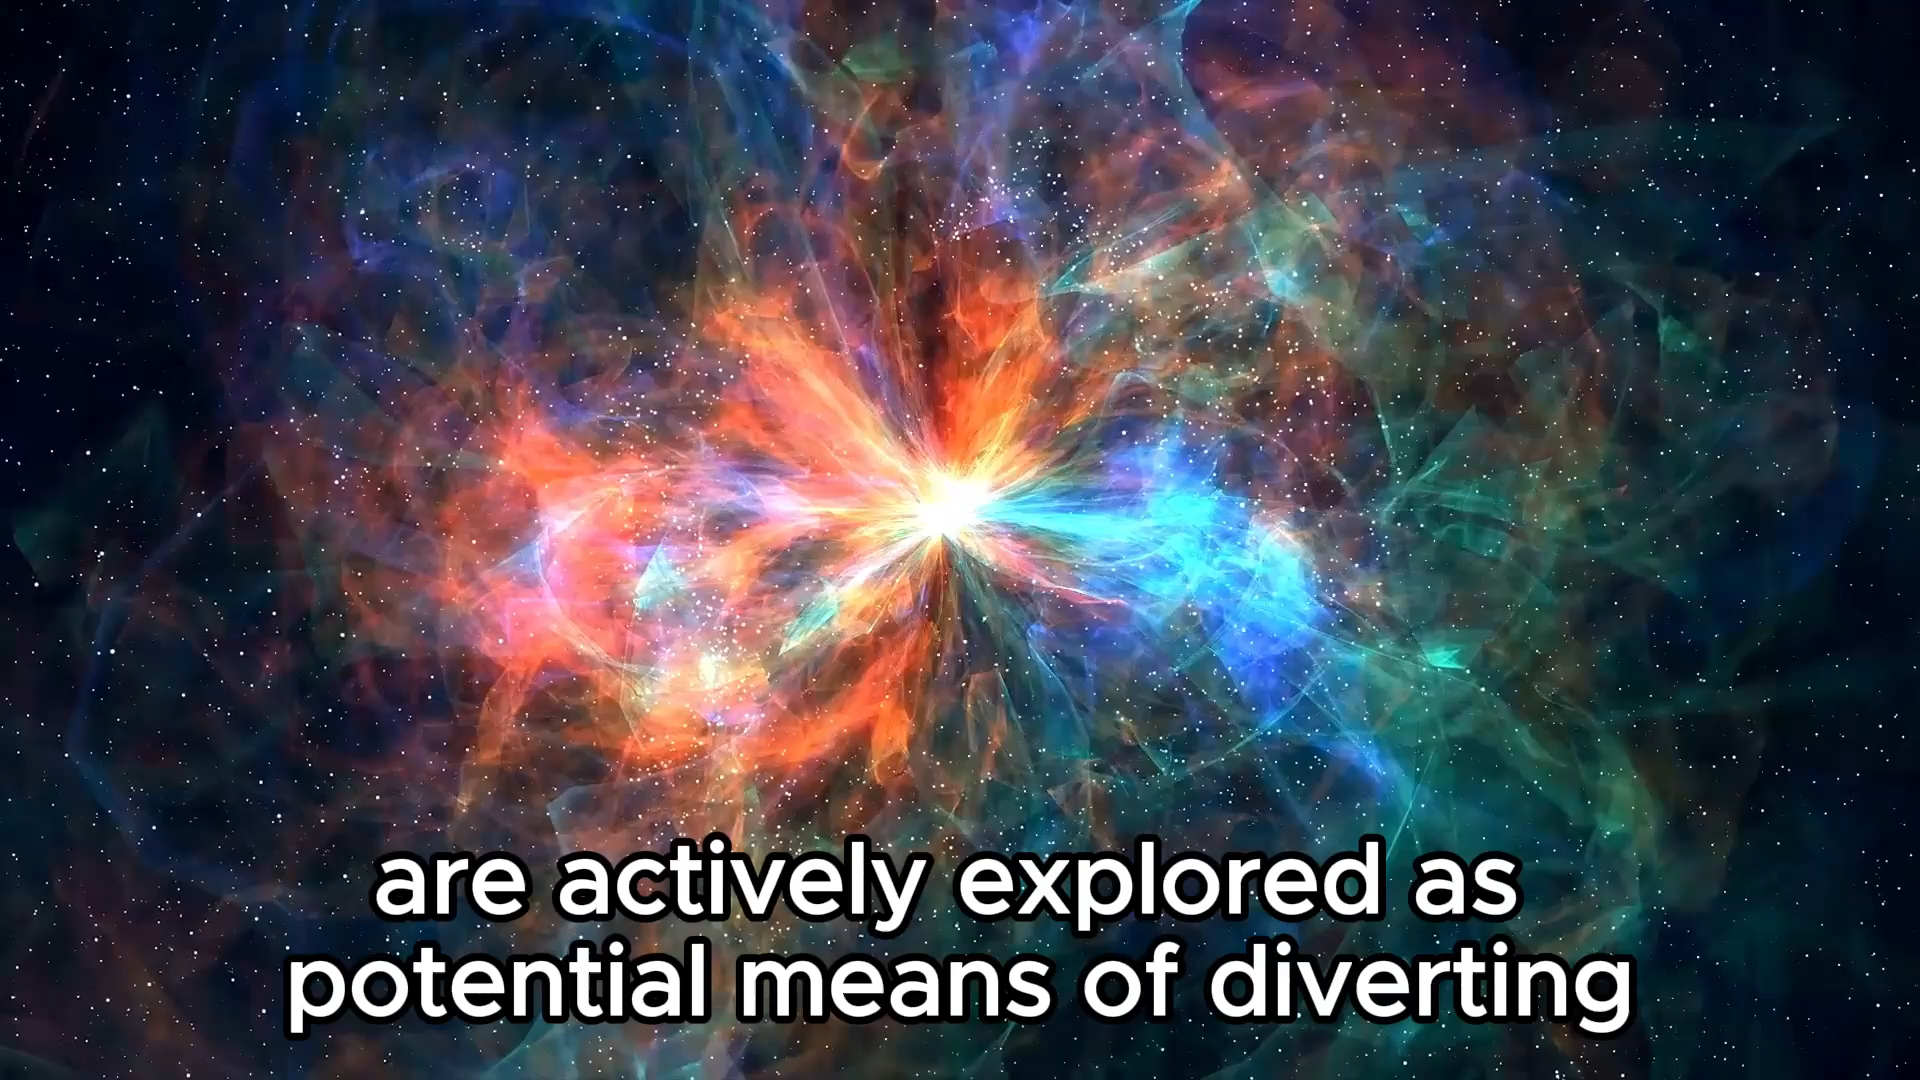 are actively explored as
potential means of diverting